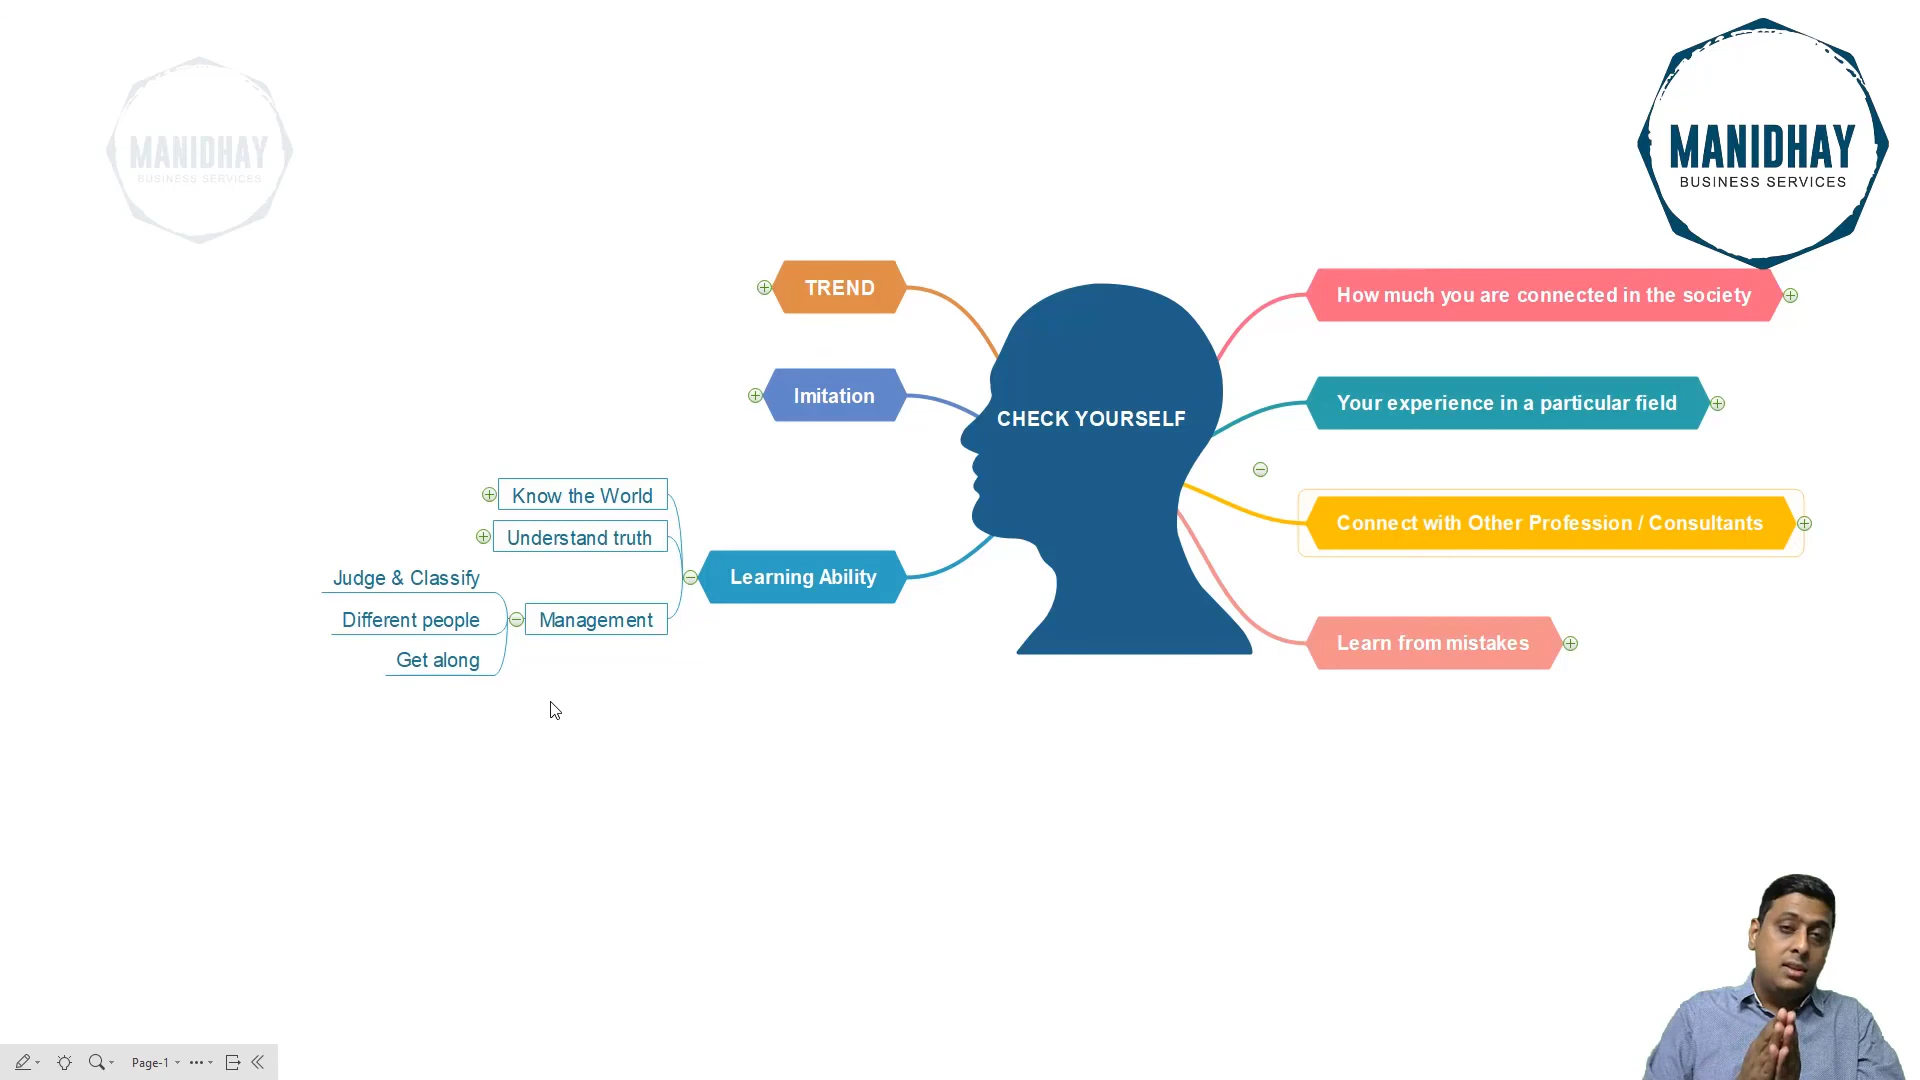 MANIDHAY
BUSINESS SERVICES
MANIDHAY
BUSINESS SERVICES
TREND
Imitation
Know the World
Understand truth
Learning Ability
Judge & Classify
Different people
Management
Get along
CHECK YOURSELF
How much you are connected in the society
Your experience in a particular field
Connect with Other Profession / Consultants
Learn from mistakes
Page-1